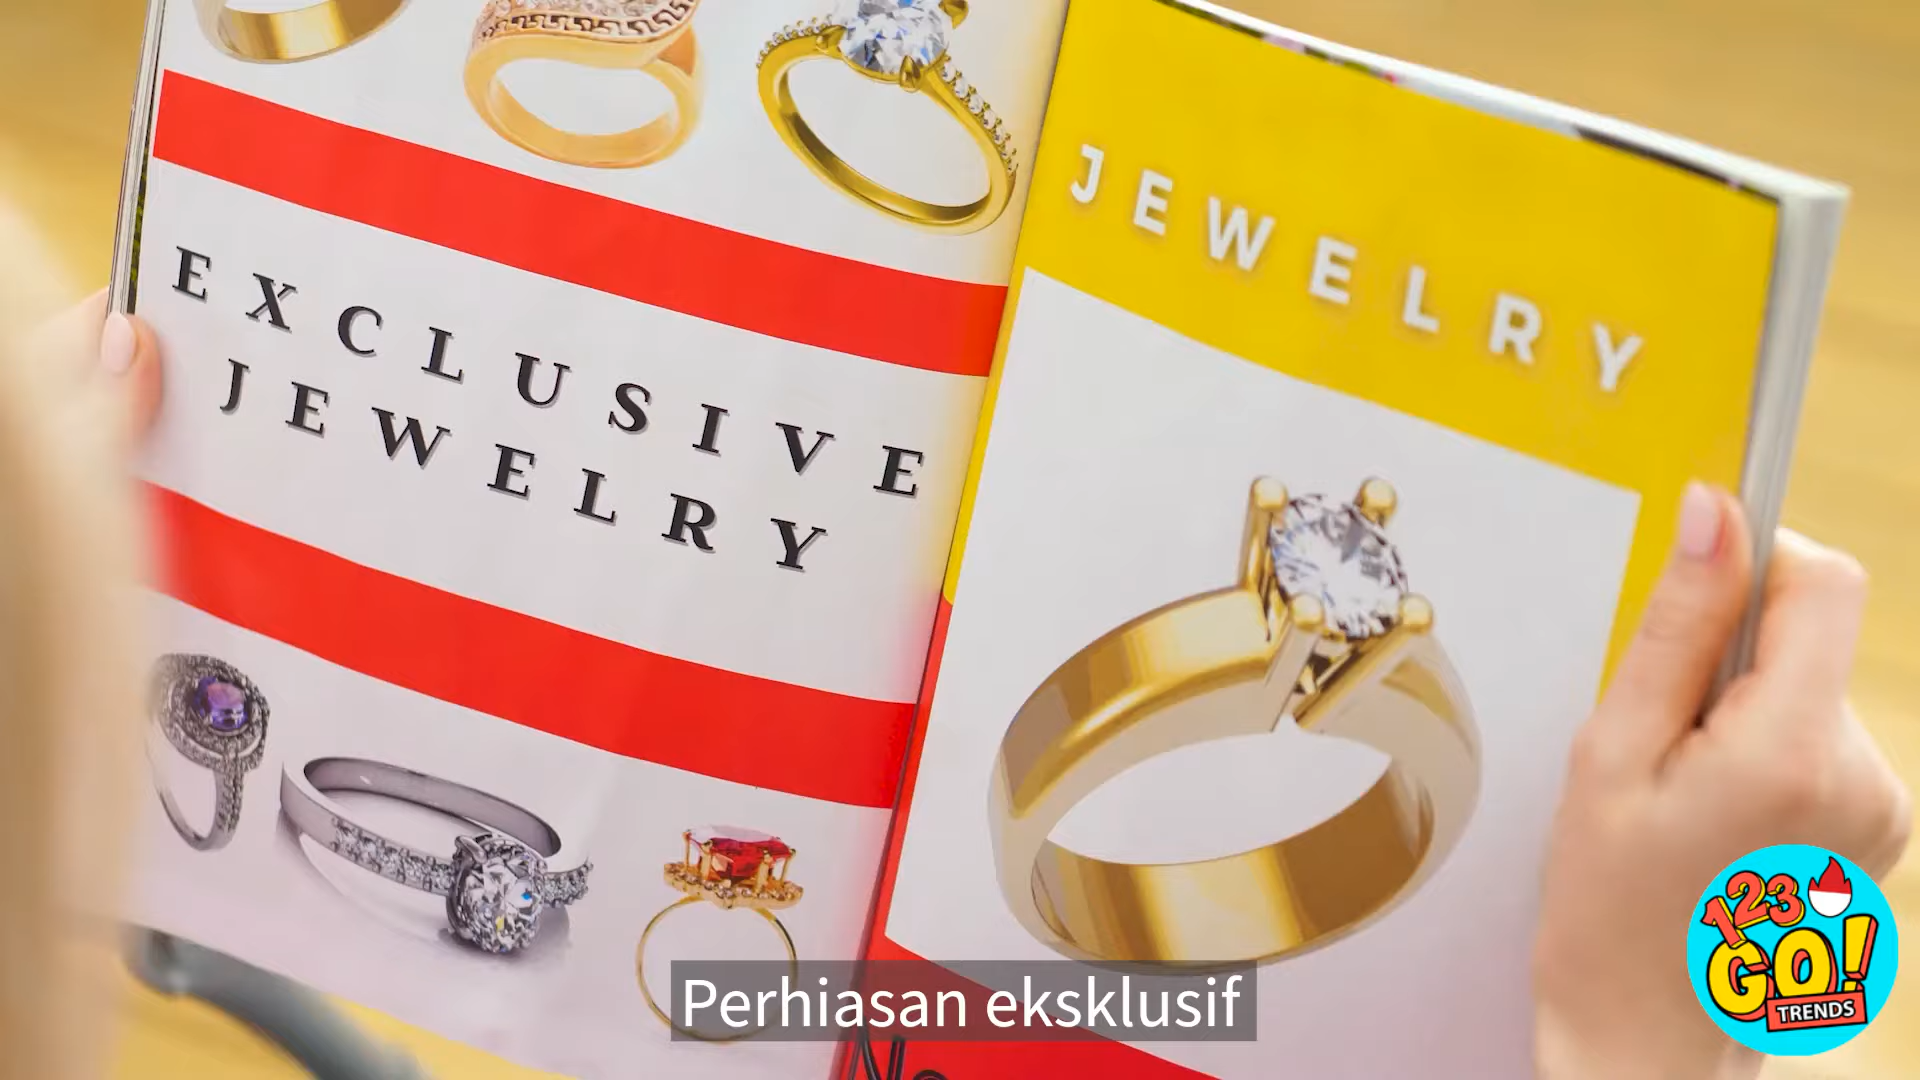 EXCLUSIVE
JEWELRY
JEWELRY
Perhiasan eksklusif
123
GO!
TRENDS